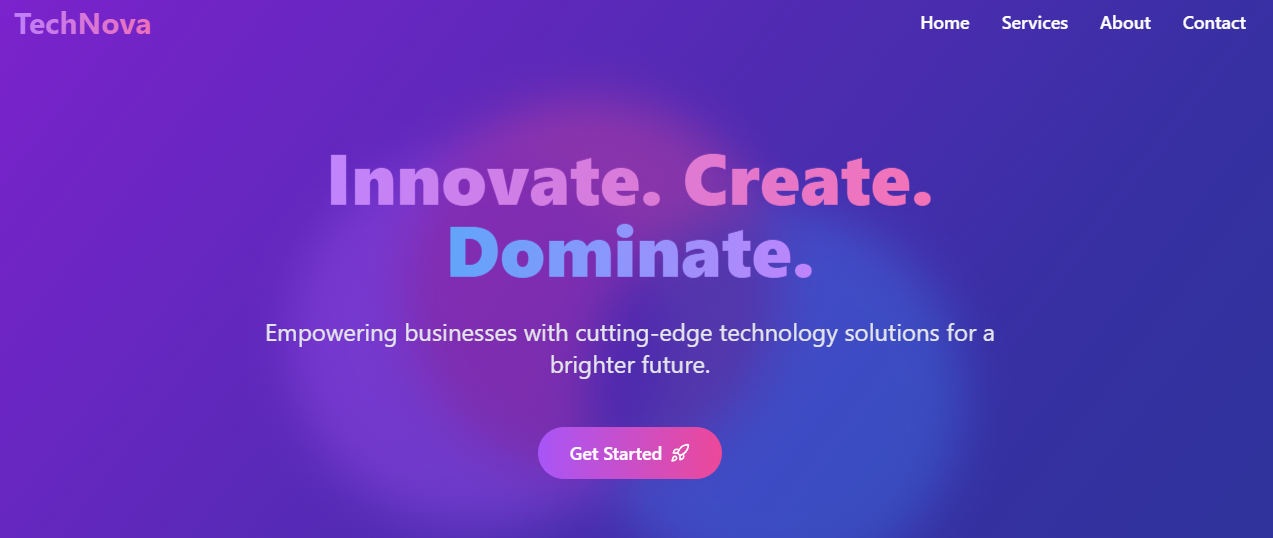 TechNova
Home Services About Contact
Innovate. Create.
Dominate.
Empowering businesses with cutting-edge technology solutions for a
brighter future.
Get Started